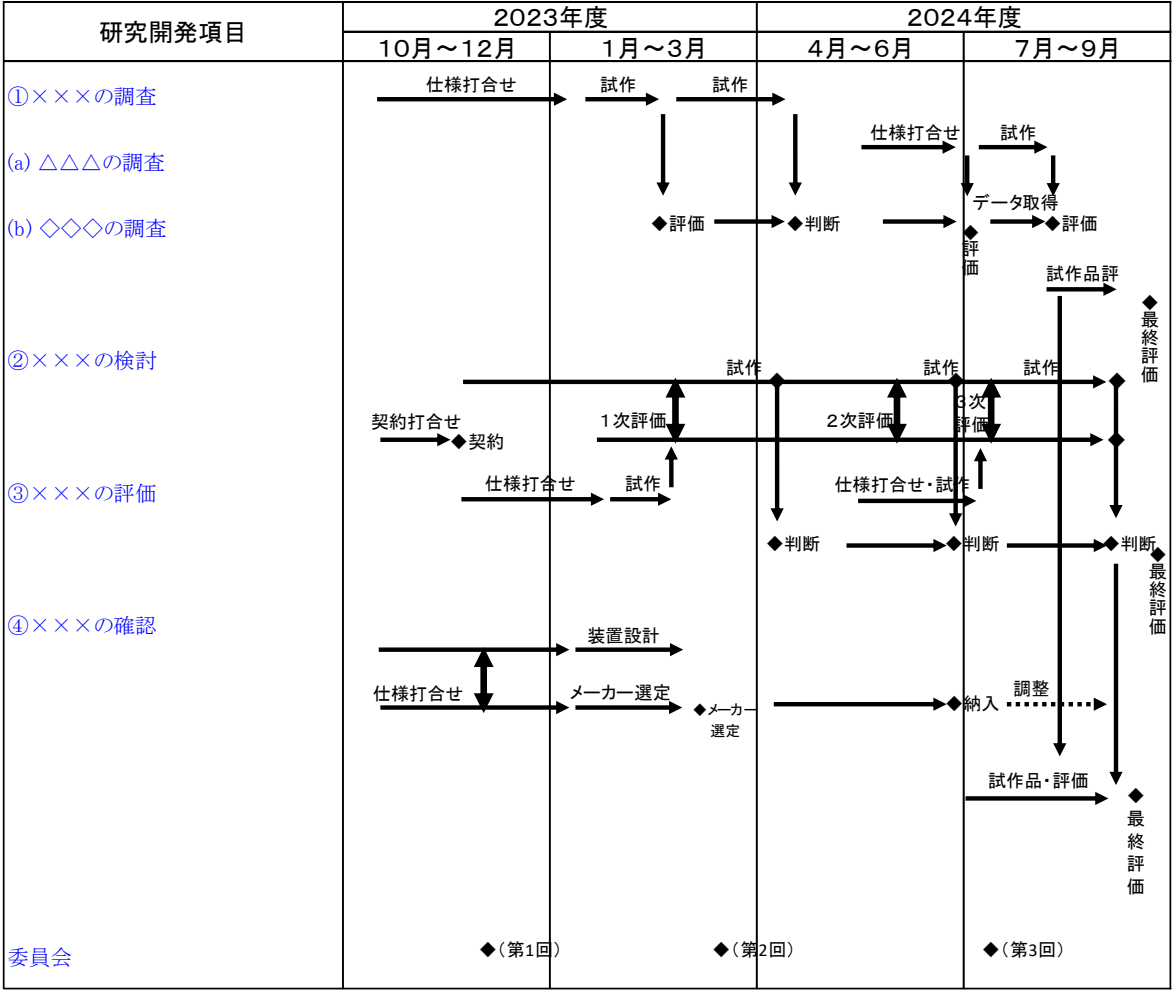 研究開発項目
2023年度
2024年度
10月～12月
1月～3月
4月～6月
7月～9月
①×××の調査
仕様打合せ
試作
試作
仕様打合せ
試作
(a) △△△の調査
データ取得
(b) ◇◇◇の調査
◆評価
◆判断
◆
評
価
◆評価
試作品評
◆
最
終
評
価
②×××の検討
試作
試作
試作
契約打合せ
◆契約
1次評価
2次評価
3次
評価
③×××の評価
仕様打合せ
試作
仕様打合せ・試作
◆判断
◆判断
◆判断
◆
最
終
評
価
④×××の確認
装置設計
仕様打合せ
メーカー選定
◆メーカー
選定
◆納入
調整
試作品・評価
◆
最
終
評
価
委員会
◆（第1回）
◆（第2回）
◆（第3回）